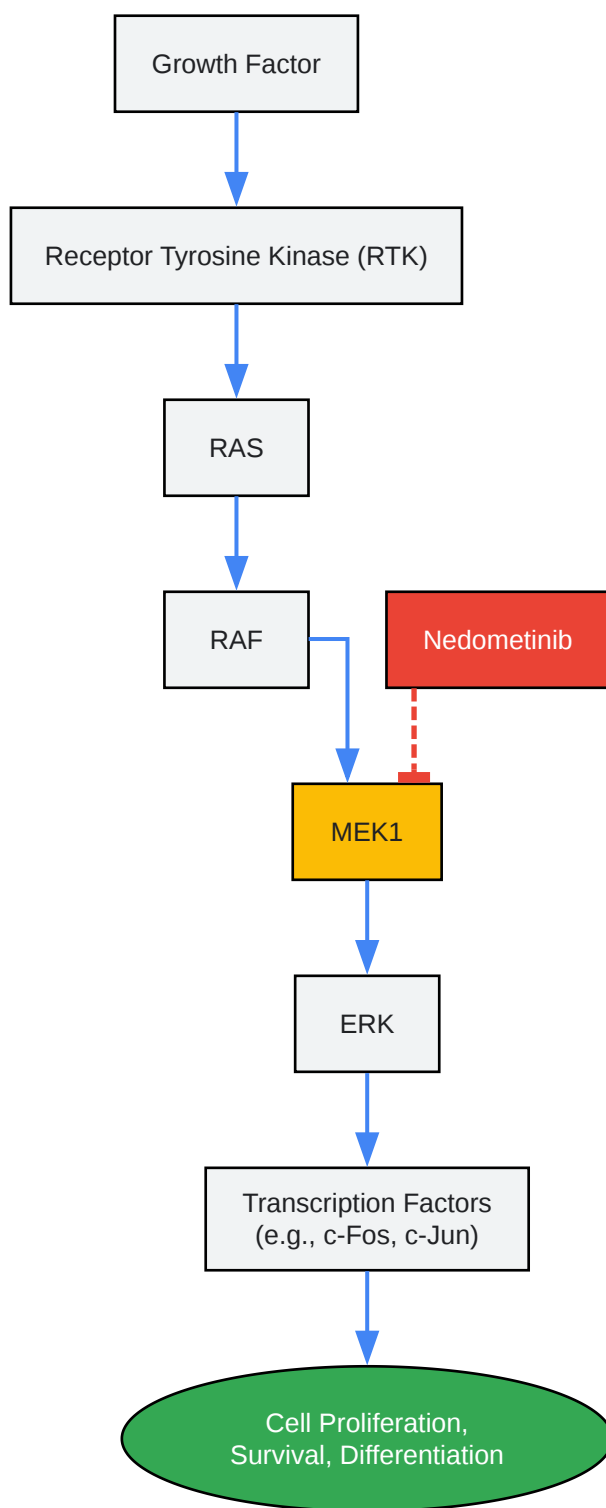 Growth Factor
Receptor Tyrosine Kinase (RTK)
RAS
RAF
Nedometinib
MEK1
ERK
Transcription Factors
(e.g., c-Fos, c-Jun)
Cell Proliferation,
Survival, Differentiation